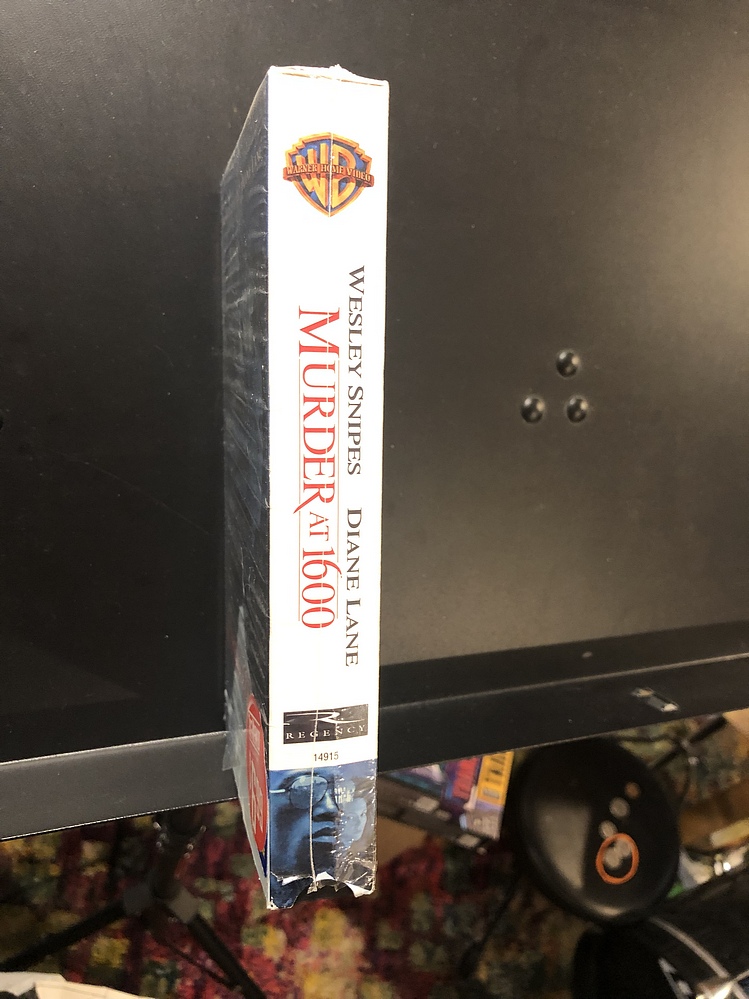 WARNER HOME VIDEO
WB
WESLEY SNIPES DIANE LANE
MURDER AT 1600
R
REGENCY
14915